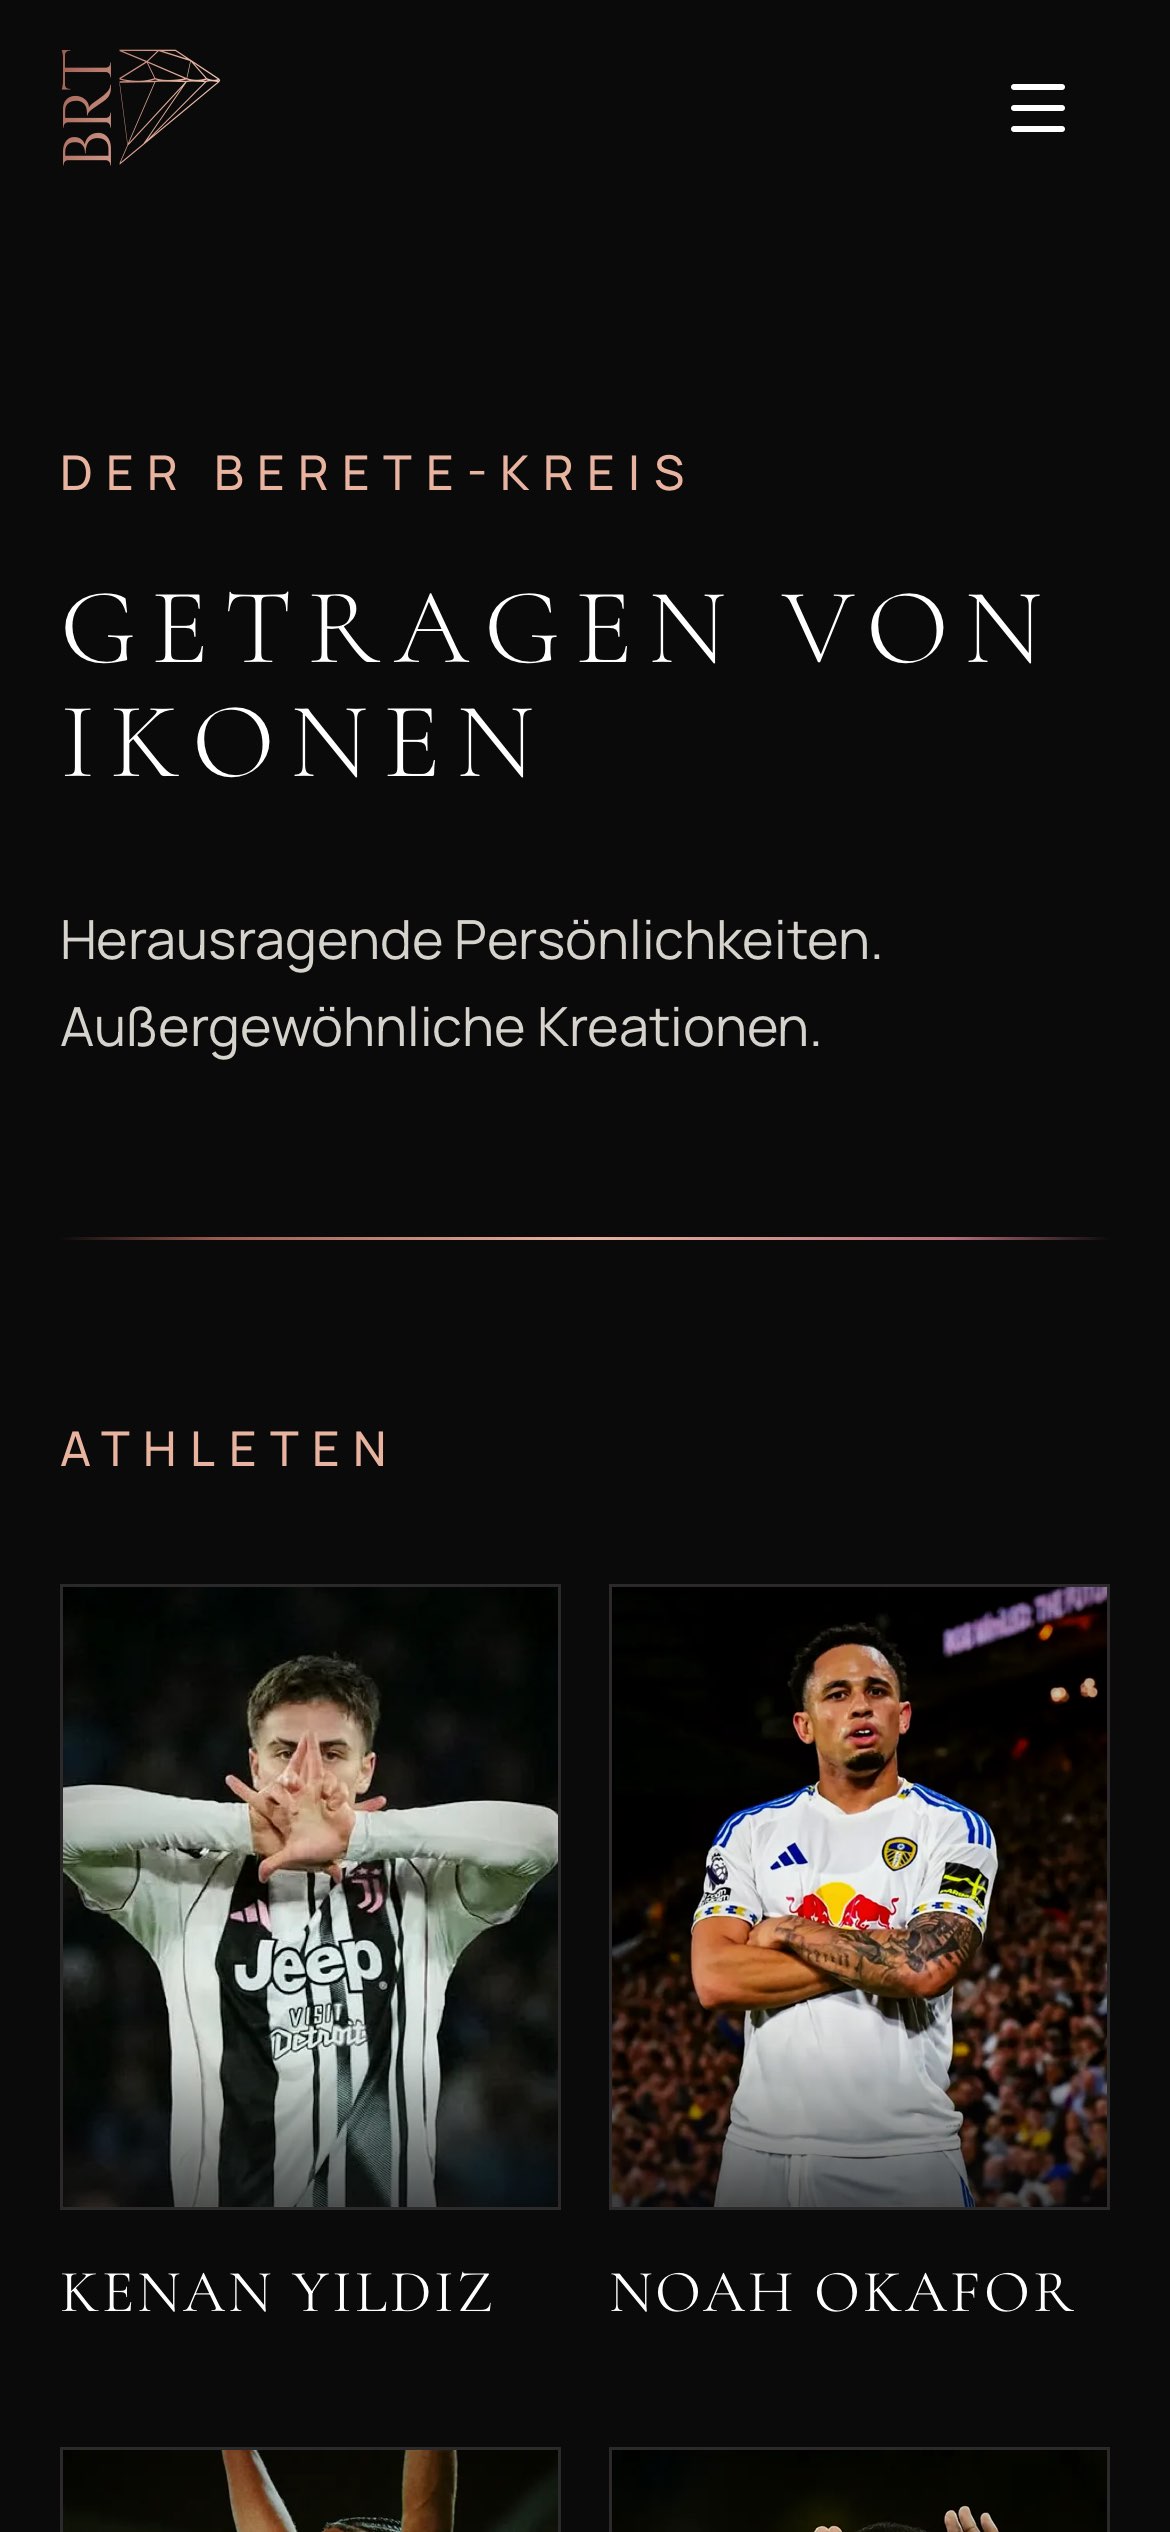 BRT
DER BERETE-KREIS
GETRAGEN VON
IKONEN
Herausragende Persönlichkeiten.
Außergewöhnliche Kreationen.
ATHLETEN
Jeep
VISIT
Detroit
KENAN YILDIZ
NOAH OKAFOR